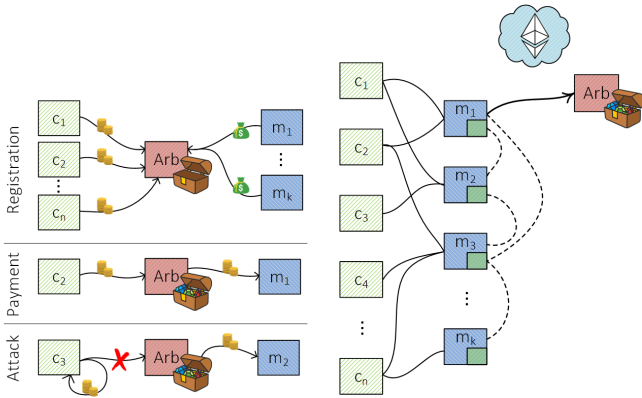 Registration
c1
c2
⋮
cn
Arb
$
$
m1
⋮
mk
Payment
c2
Arb
m1
Attack
c3
Arb
m2
c1
c2
c3
c4
⋮
cn
m1
m2
m3
⋮
mk
Arb